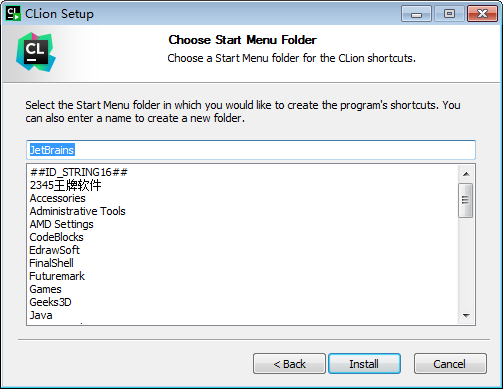 CLion Setup
CL
Choose Start Menu Folder
Choose a Start Menu folder for the CLion shortcuts.
Select the Start Menu folder in which you would like to create the program's shortcuts. You
can also enter a name to create a new folder.
JetBrains
##ID_STRING16##
2345王牌软件
Accessories
Administrative Tools
AMD Settings
CodeBlocks
EdrawSoft
FinalShell
Futuremark
Games
Geeks3D
Java
< Back
Install
Cancel